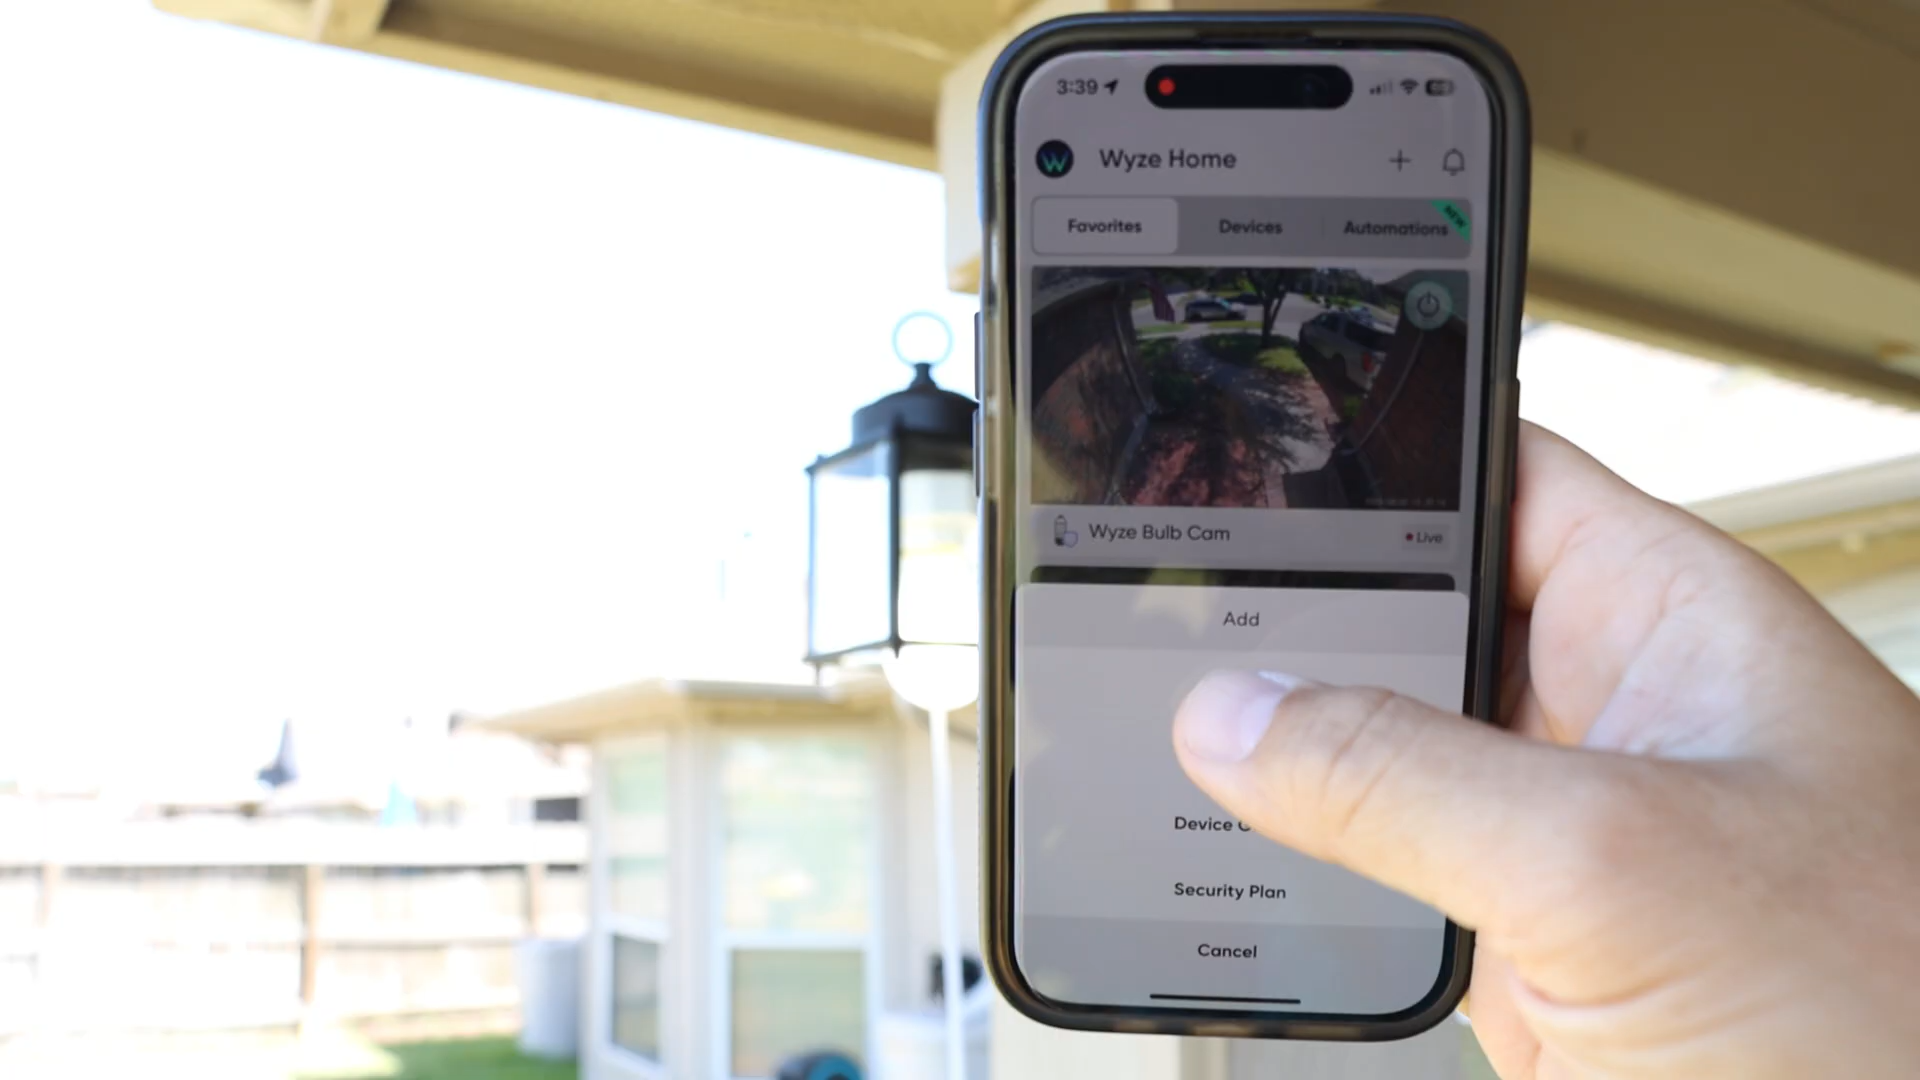 3:39
Wyze Home
Favorites
Devices
Automations
NEW
Wyze Bulb Cam
Live
Add
Device
Security Plan
Cancel